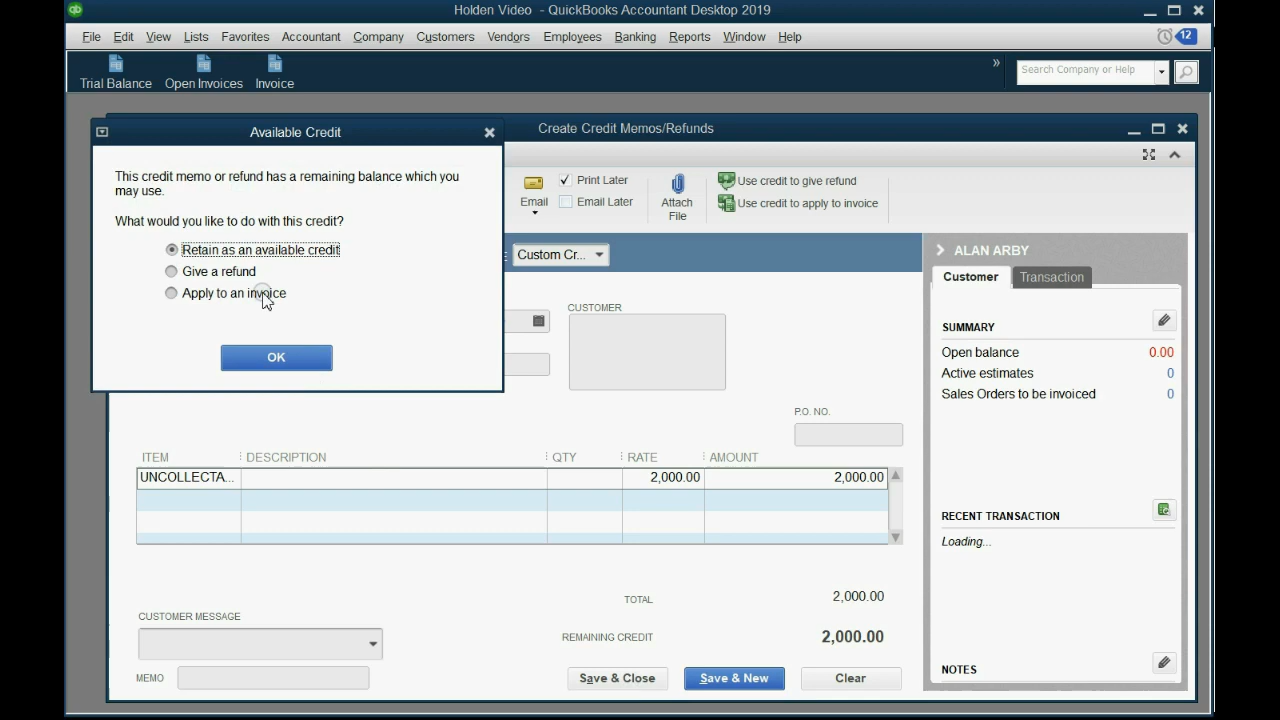 Holden Video - QuickBooks Accountant Desktop 2019
File Edit View Lists Favorites Accountant Company Customers Vendors Employees Banking Reports Window Help
12
Trial Balance Open Invoices Invoice
» Search Company or Help
Available Credit
This credit memo or refund has a remaining balance which you
may use.
What would you like to do with this credit?
Retain as an available credit
Give a refund
Apply to an invoice
OK
Create Credit Memos/Refunds
Email
Print Later
Email Later
Attach
File
Use credit to give refund
Use credit to apply to invoice
Custom Cr...
CUSTOMER
P.O. NO.
ITEM DESCRIPTION QTY RATE AMOUNT
UNCOLLECTA... 2,000.00 2,000.00
TOTAL 2,000.00
CUSTOMER MESSAGE
REMAINING CREDIT 2,000.00
MEMO
Save & Close Save & New Clear
ALAN ARBY
Customer Transaction
SUMMARY
Open balance 0.00
Active estimates 0
Sales Orders to be invoiced 0
RECENT TRANSACTION
Loading...
NOTES